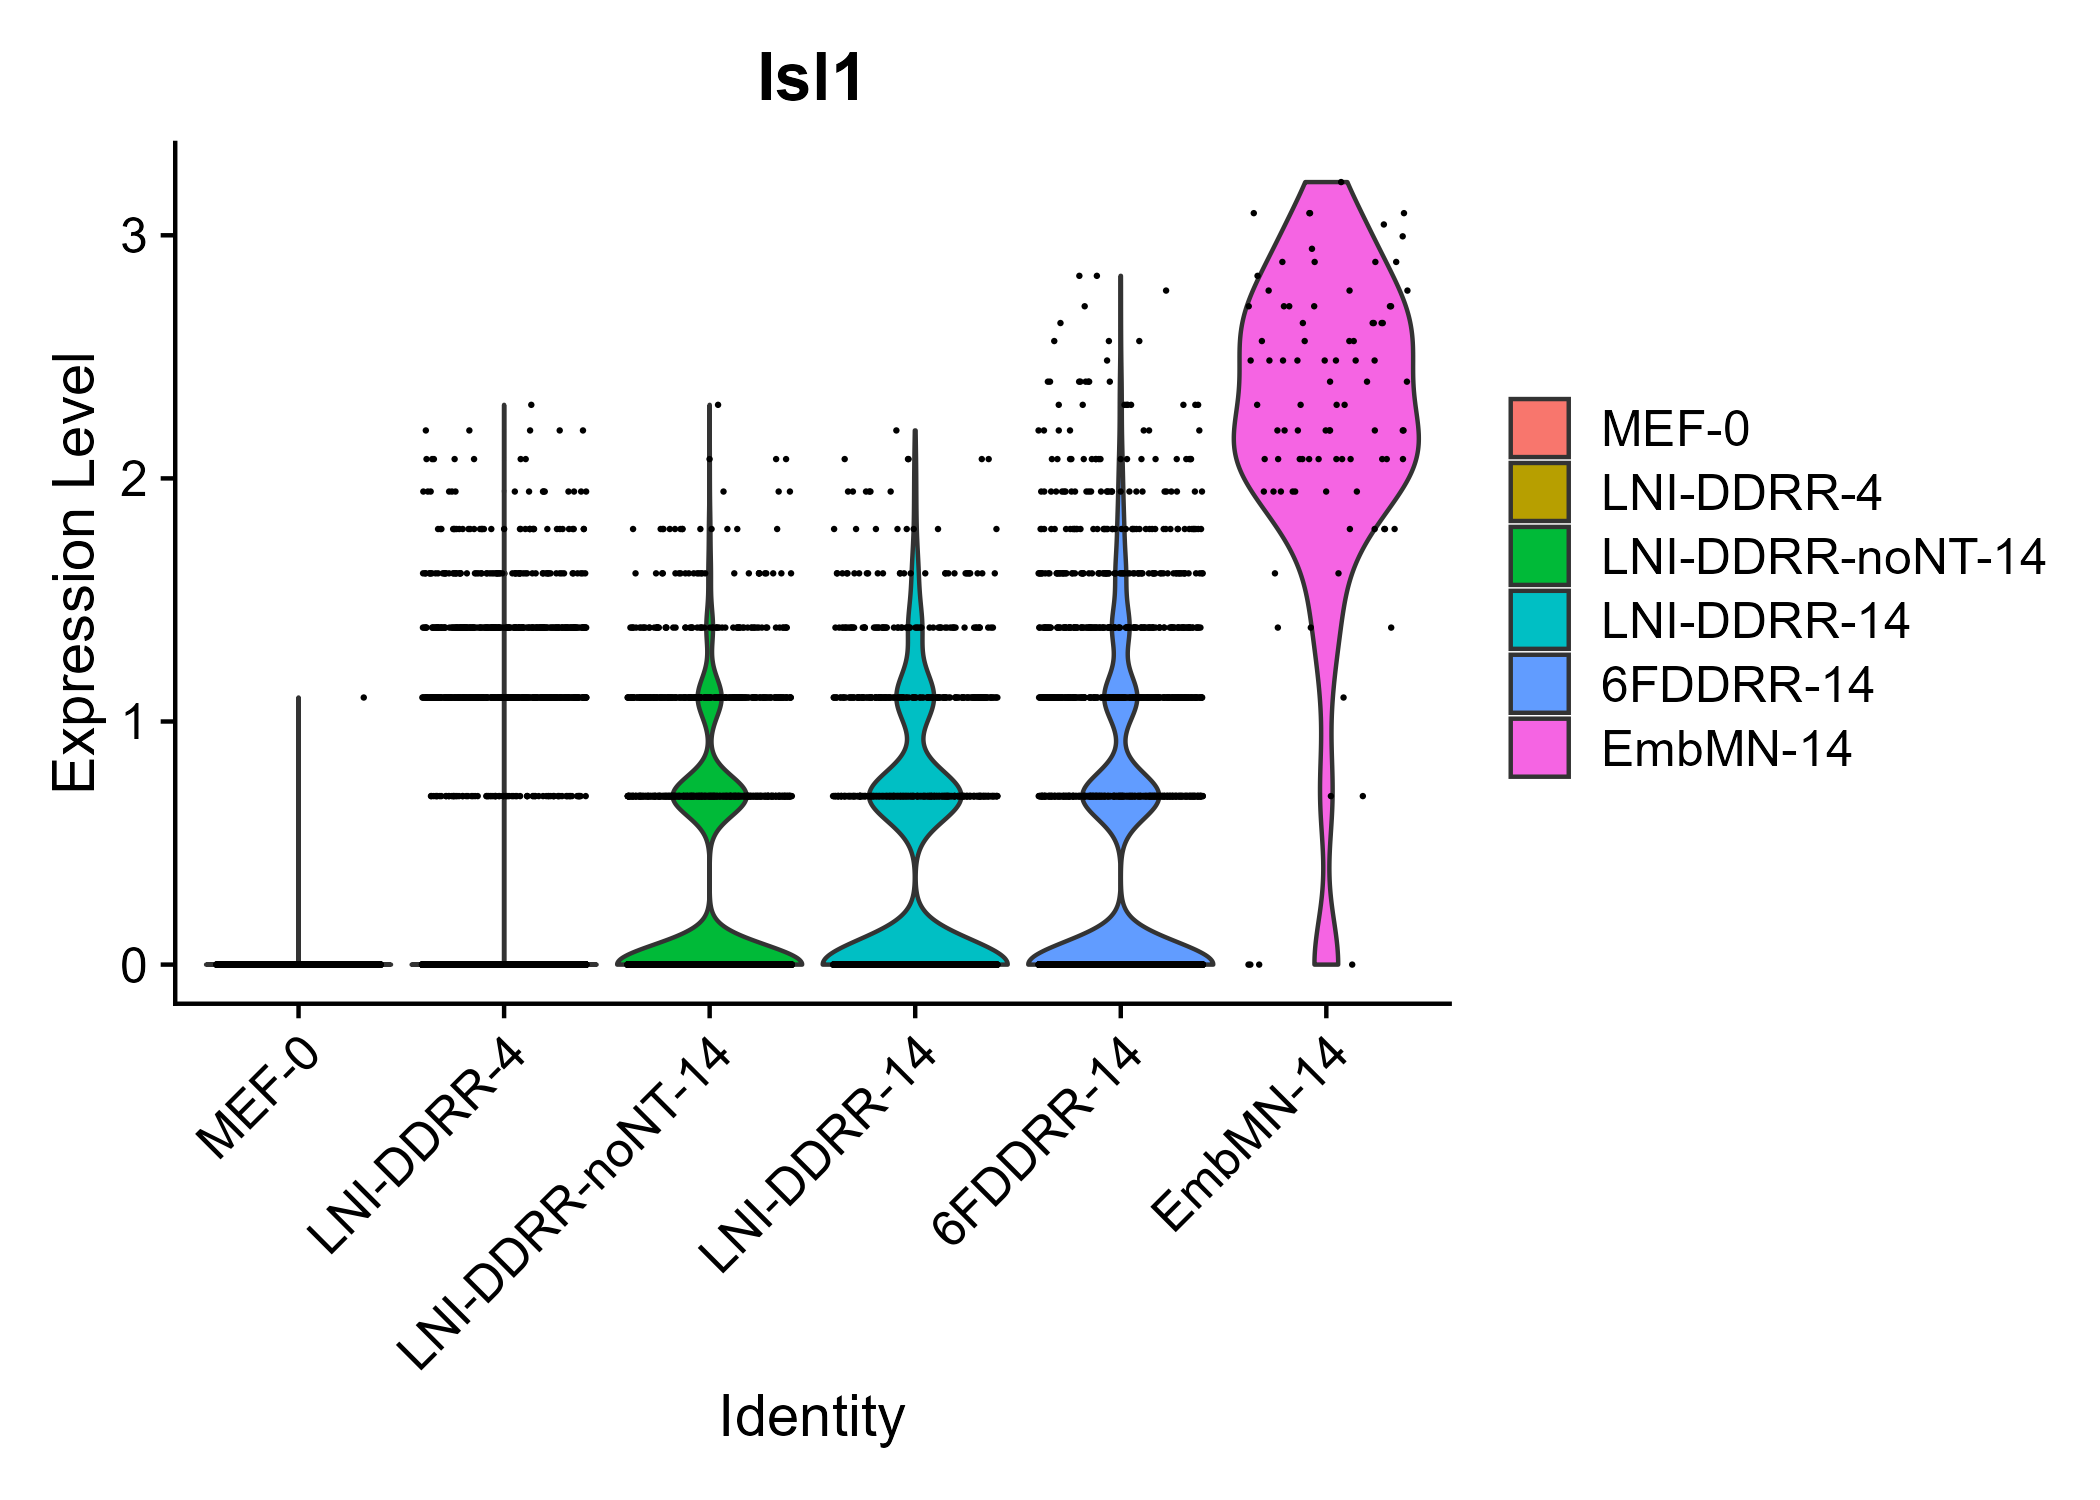 Isl1
Expression Level
3
2
1
0
MEF-0
LNI-DDRR-4
LNI-DDRR-noNT-14
LNI-DDRR-14
6FDDRR-14
EmbMN-14
Identity
MEF-0
LNI-DDRR-4
LNI-DDRR-noNT-14
LNI-DDRR-14
6FDDRR-14
EmbMN-14